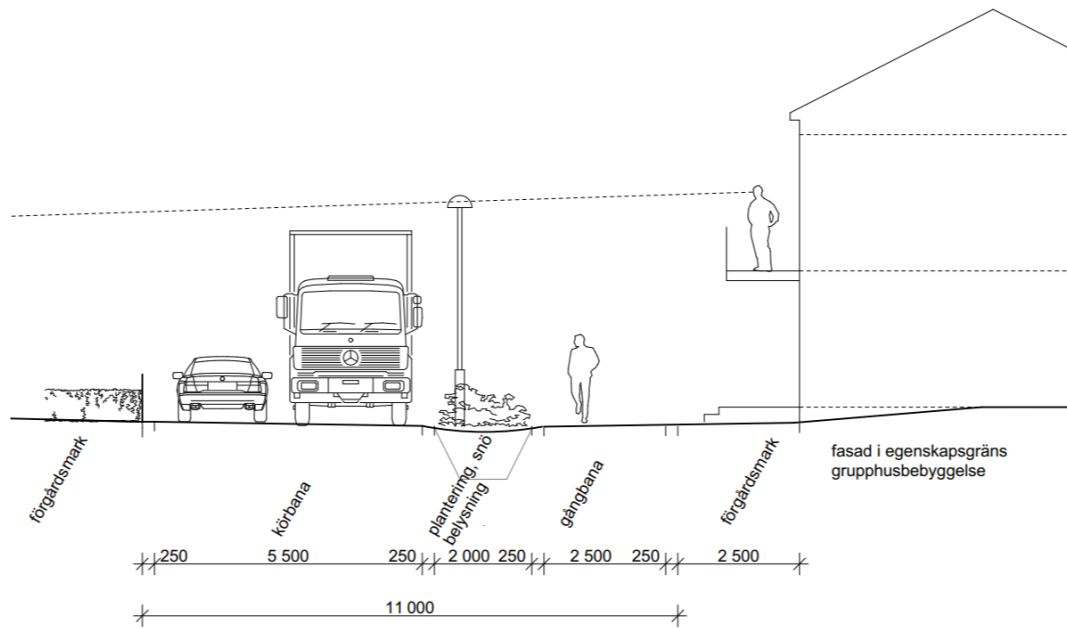 förgårdsmark
körbana
plantering, snö
belysning
gångbana
förgårdsmark
fasad i egenskapsgräns
grupphusbebyggelse
250 5 500 250 2 000 250 2 500 250 2 500
11 000